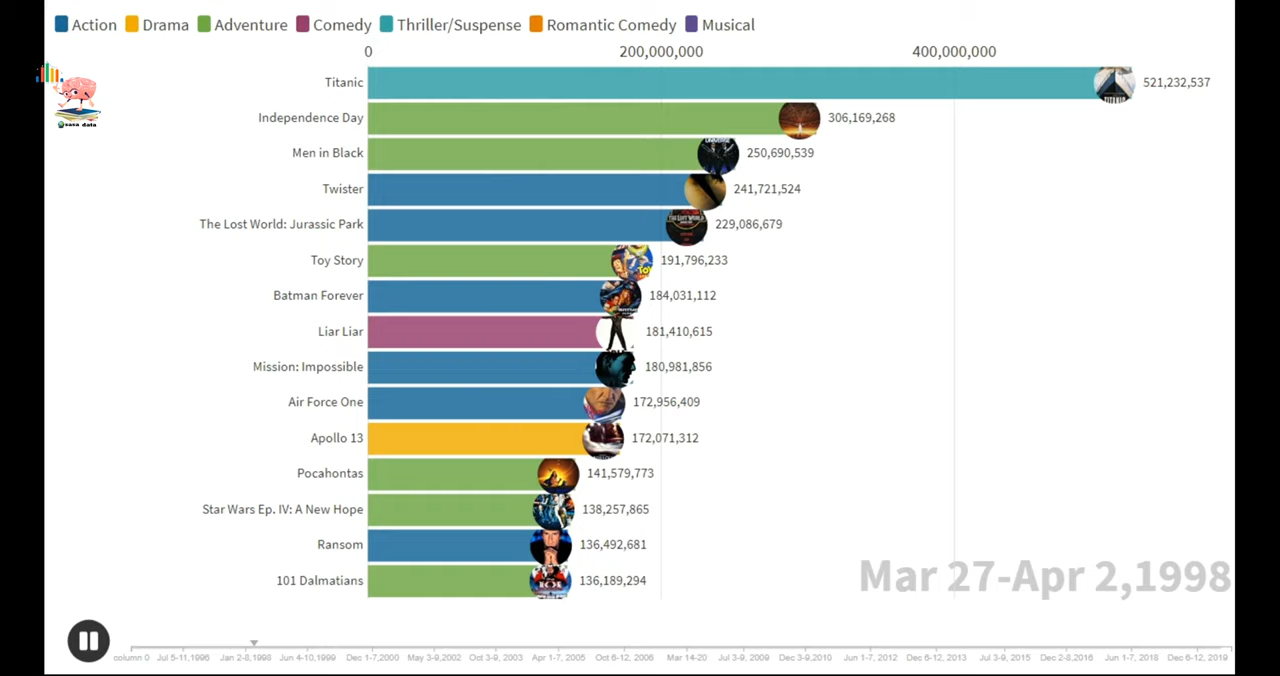 Action Drama Adventure Comedy Thriller/Suspense Romantic Comedy Musical
0 200,000,000 400,000,000
Titanic 521,232,537
Independence Day 306,169,268
Men in Black 250,690,539
Twister 241,721,524
The Lost World: Jurassic Park 229,086,679
Toy Story 191,796,233
Batman Forever 184,031,112
Liar Liar 181,410,615
Mission: Impossible 180,981,856
Air Force One 172,956,409
Apollo 13 172,071,312
Pocahontas 141,579,773
Star Wars Ep. IV: A New Hope 138,257,865
Ransom 136,492,681
101 Dalmatians 136,189,294
sasa data
Mar 27-Apr 2,1998
column 0 Jul 5-11,1996 Jan 2-8,1998 Jun 4-10,1999 Dec 1-7,2000 May 3-9,2002 Oct 3-9, 2003 Apr 1-7, 2005 Oct 6-12, 2006 Mar 14-20 Jul 3-9, 2009 Dec 3-9,2010 Jun 1-7, 2012 Dec 6-12, 2013 Jul 3-9, 2015 Dec 2-8,2016 Jun 1-7, 2018 Dec 6-12, 2019